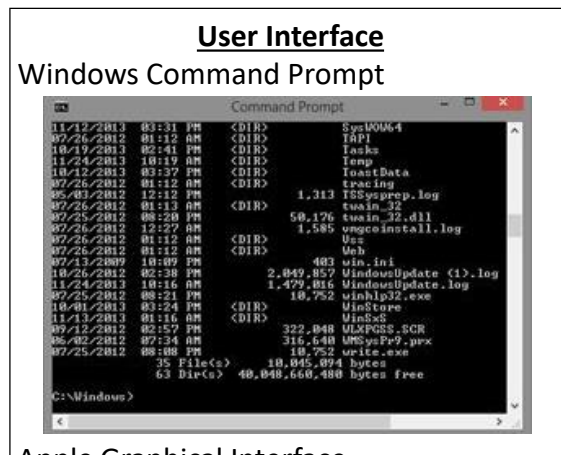 User Interface
Windows Command Prompt
Command Prompt
11/12/2013 03:31 PM <DIR> SysWOW64
07/26/2012 01:12 AM <DIR> TAPI
10/19/2013 02:41 PM <DIR> Tasks
11/24/2013 10:19 AM <DIR> Temp
10/12/2013 03:37 PM <DIR> ToastData
07/26/2012 01:12 AM <DIR> tracing
05/03/2012 12:12 PM 1,313 TSSysprep.log
07/26/2012 01:13 AM <DIR> twain_32
07/25/2012 08:20 PM 50,176 twain_32.dll
07/26/2012 12:27 AM 1,585 vmgcoinstall.log
07/26/2012 01:12 AM <DIR> Vss
07/26/2012 01:12 AM <DIR> Web
07/13/2009 10:09 PM 403 win.ini
10/26/2012 02:38 PM 2,049,857 WindowsUpdate (1).log
11/24/2013 10:16 AM 1,479,016 WindowsUpdate.log
07/25/2012 08:21 PM 10,752 winhlp32.exe
10/01/2013 03:24 PM <DIR> WinStore
11/13/2013 01:16 AM <DIR> WinSxS
09/12/2012 02:57 PM 322,048 WLXPGSS.SCR
06/02/2012 07:34 AM 316,640 WMSysPr9.prx
07/25/2012 08:08 PM 10,752 write.exe
35 File(s) 10,045,094 bytes
63 Dir(s) 40,048,660,480 bytes free
C:\Windows>
Apple Graphical Interface